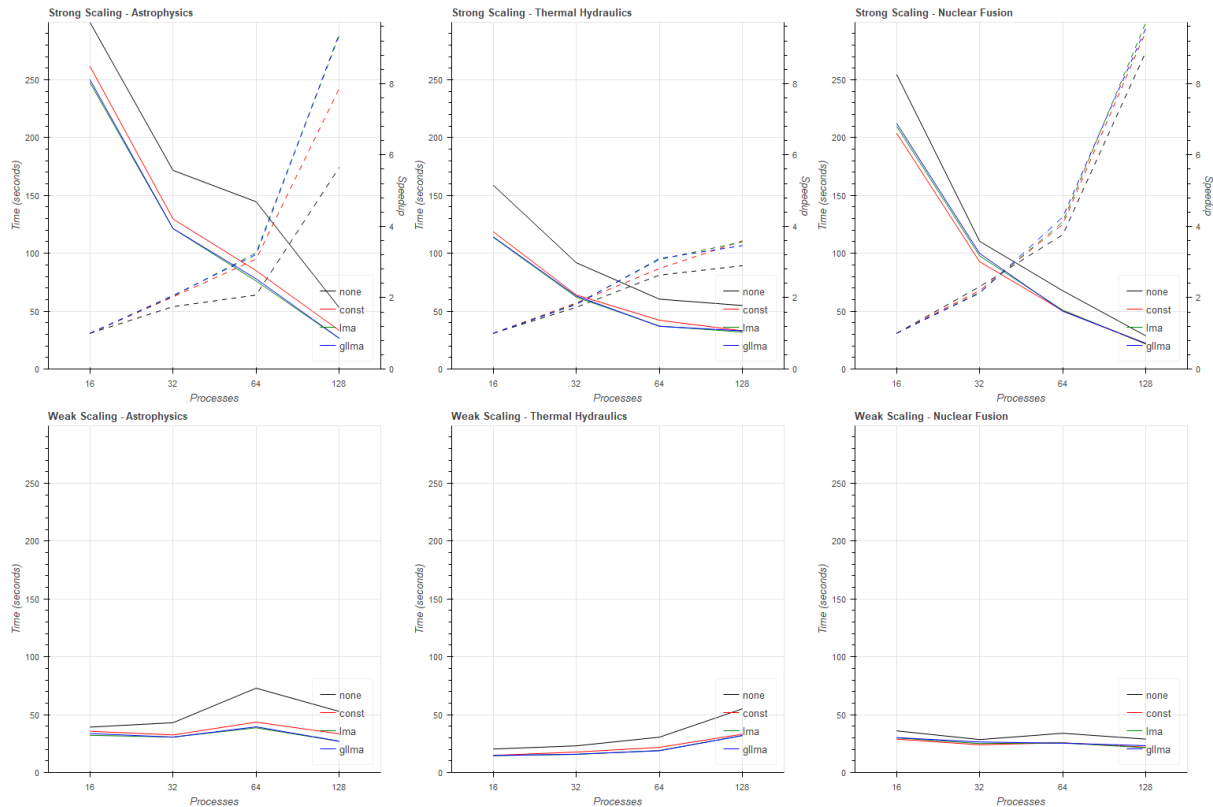 Strong Scaling - Astrophysics
250
200
150
100
50
0
Time (seconds)
8
6
4
2
0
Speedup
none
const
lma
gllma
16 32 64 128
Processes
Strong Scaling - Thermal Hydraulics
250
200
150
100
50
0
Time (seconds)
8
6
4
2
0
Speedup
none
const
lma
gllma
16 32 64 128
Processes
Strong Scaling - Nuclear Fusion
250
200
150
100
50
0
Time (seconds)
8
6
4
2
0
Speedup
none
const
lma
gllma
16 32 64 128
Processes
Weak Scaling - Astrophysics
250
200
150
100
50
0
Time (seconds)
none
const
lma
gllma
16 32 64 128
Processes
Weak Scaling - Thermal Hydraulics
250
200
150
100
50
0
Time (seconds)
none
const
lma
gllma
16 32 64 128
Processes
Weak Scaling - Nuclear Fusion
250
200
150
100
50
0
Time (seconds)
none
const
lma
gllma
16 32 64 128
Processes